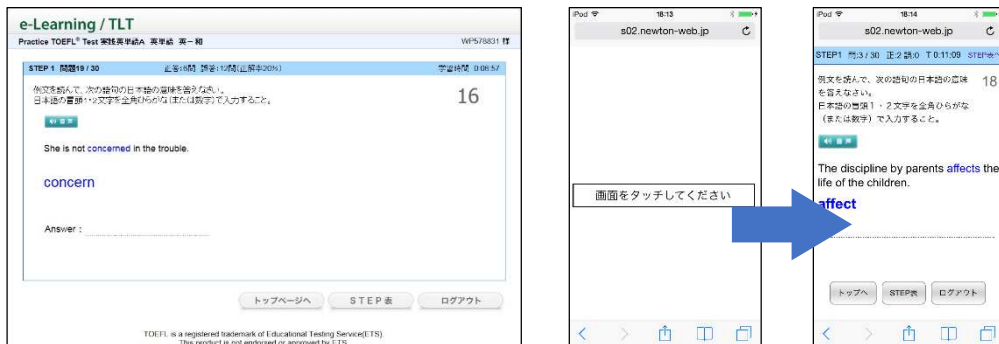 e-Learning / TLT
Practice TOEFL® Test 実践英単語A 英単語 英−和
WP578831 様
STEP 1 問題19 / 30
正答:6問 誤答:12問(正解率20%)
学習時間 0:08:57
例文を読んで、次の語句の日本語の意味を答えなさい。
日本語の冒頭1・2文字を全角ひらがな(または数字)で入力すること。
16
音声
She is not concerned in the trouble.
concern
Answer :
トップページへ
STEP表
ログアウト
TOEFL is a registered trademark of Educational Testing Service(ETS).
This product is not endorsed or approved by ETS.
iPod
18:13
s02.newton-web.jp
画面をタッチしてください
iPod
18:14
s02.newton-web.jp
STEP1 問:3 / 30 正:2 誤:0 T 0:11:09 STEP表へ
例文を読んで、次の語句の日本語の意味
を答えなさい。
日本語の冒頭1・2文字を全角ひらがな
(または数字)で入力すること。
18
音声
The discipline by parents affects the
life of the children.
affect
トップへ
STEP表
ログアウト